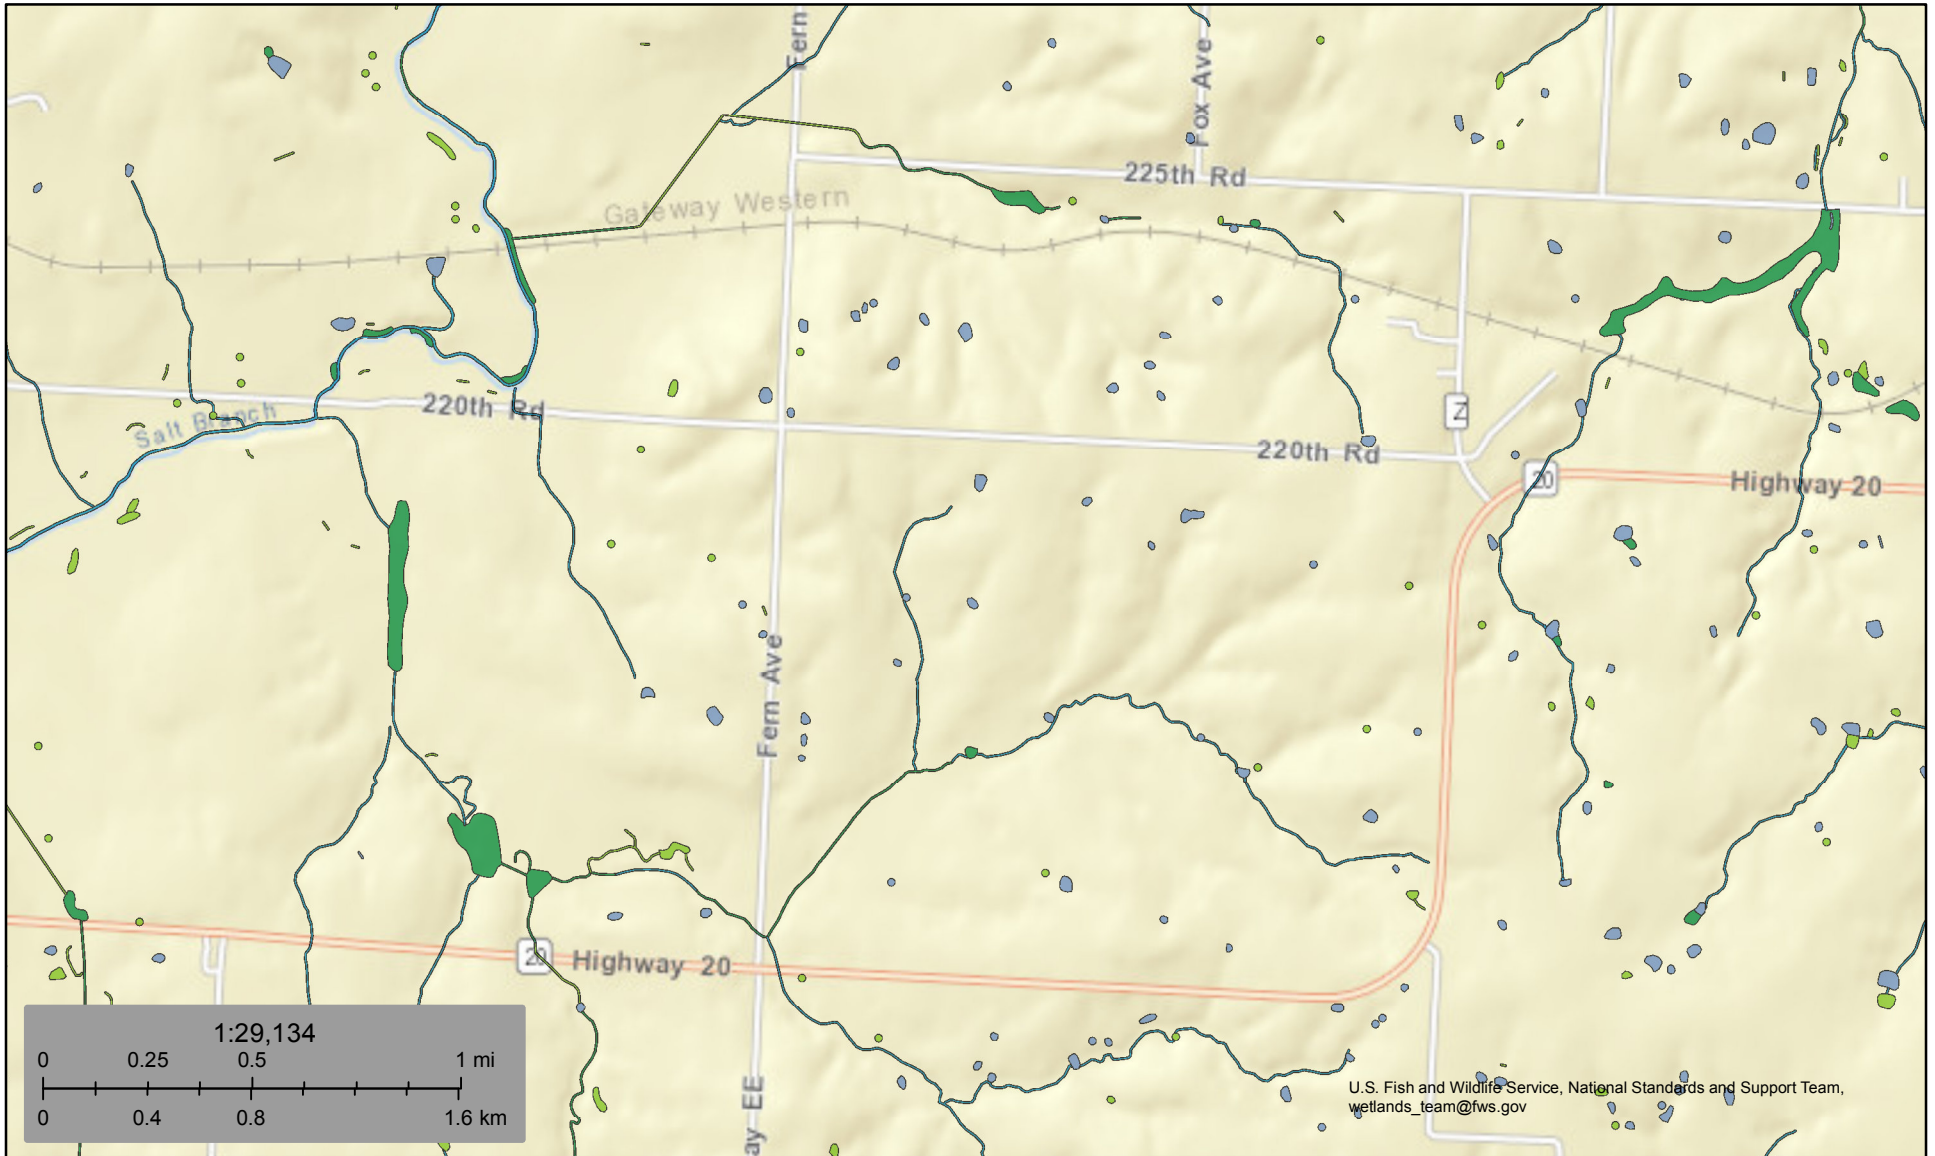 Fern
Fox Ave
225th Rd
Gateway Western
220th Rd
Salt Branch
Z
220th Rd
20
Highway 20
Fern Ave
20
Highway 20
ay EE
1:29,134
0 0.25 0.5 1 mi
0 0.4 0.8 1.6 km
U.S. Fish and Wildlife Service, National Standards and Support Team,
wetlands_team@fws.gov